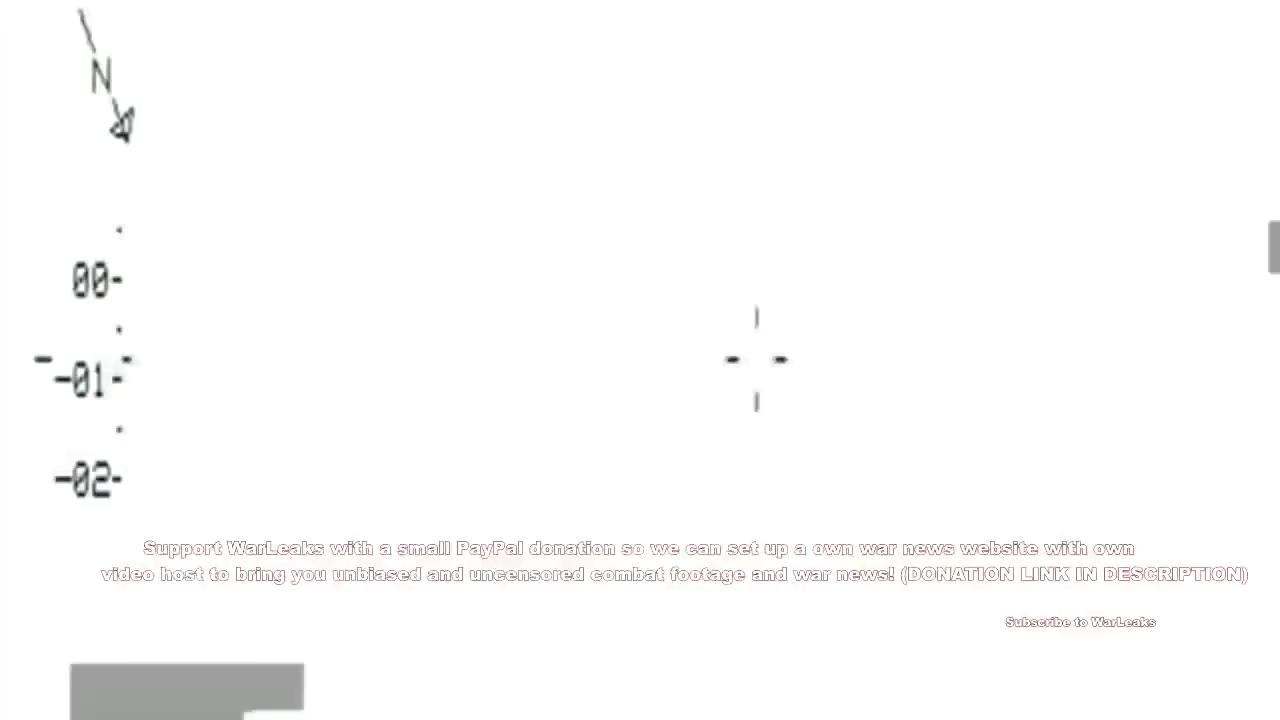 N
00-
-01-
-02-
Support WarLeaks with a small PayPal donation so we can set up a own war news website with own
video host to bring you unbiased and uncensored combat footage and war news! (DONATION LINK IN DESCRIPTION)
Subscribe to WarLeaks